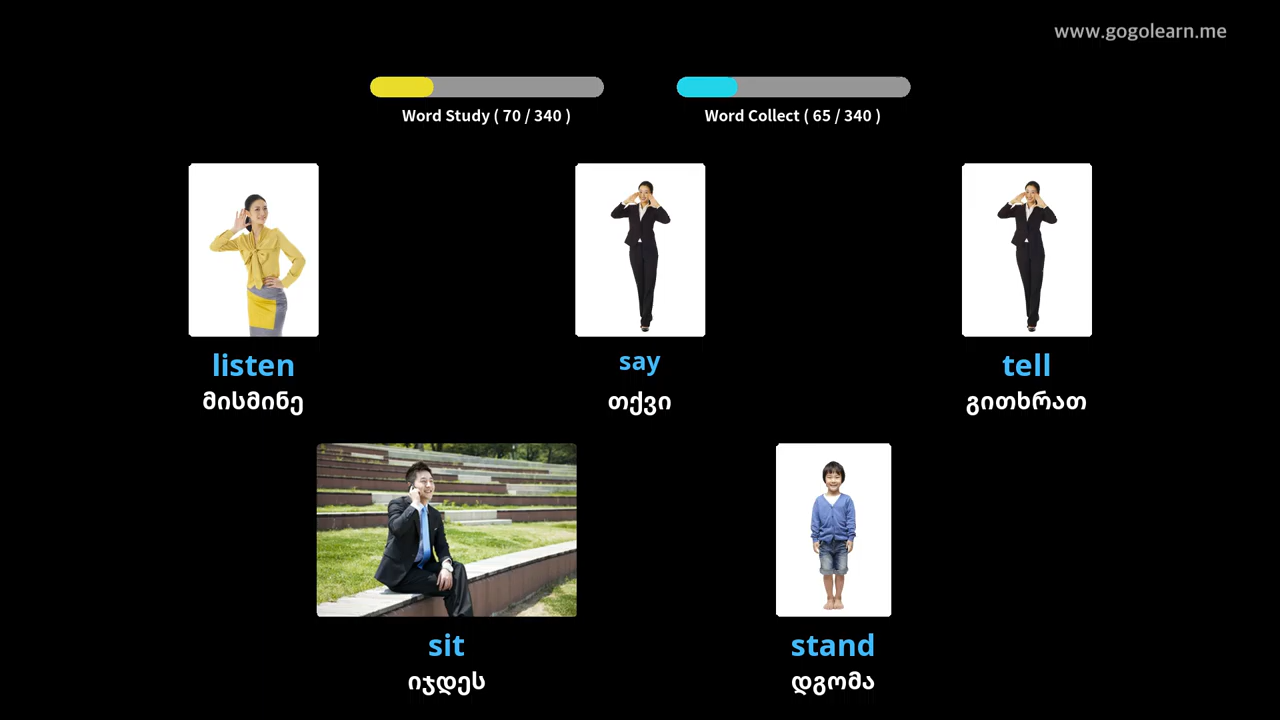 www.gogolearn.me
Word Study ( 70 / 340 )
Word Collect ( 65 / 340 )
listen
მისმინე
say
თქვი
tell
გითხრათ
sit
იჯდეს
stand
დგომა